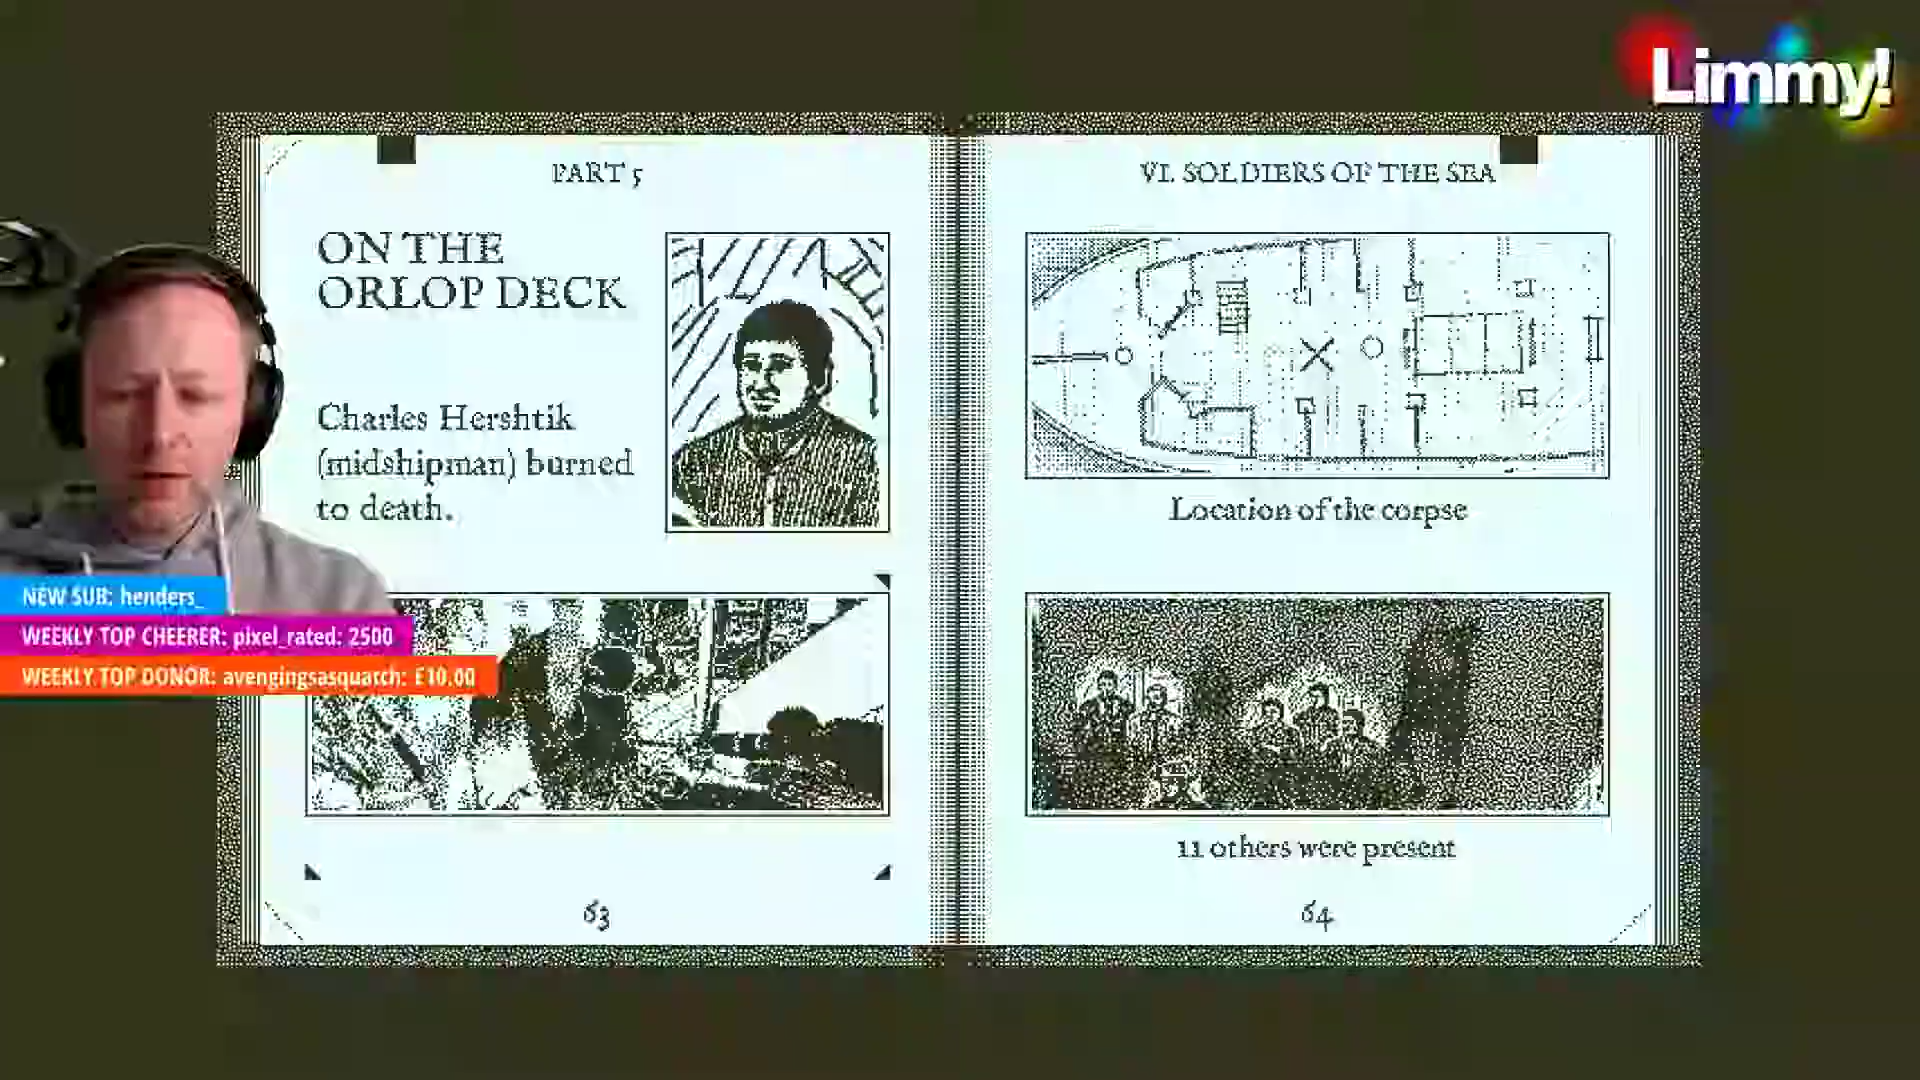 Limmy!
PART 5
ON THE
ORLOP DECK
Charles Hershtik
(midshipman) burned
to death.
63
VI. SOLDIERS OF THE SEA
Location of the corpse
11 others were present
64
NEW SUB: henders_
WEEKLY TOP CHEERER: pixel_rated: 2500
WEEKLY TOP DONOR: avengingsasquatch: £10.00